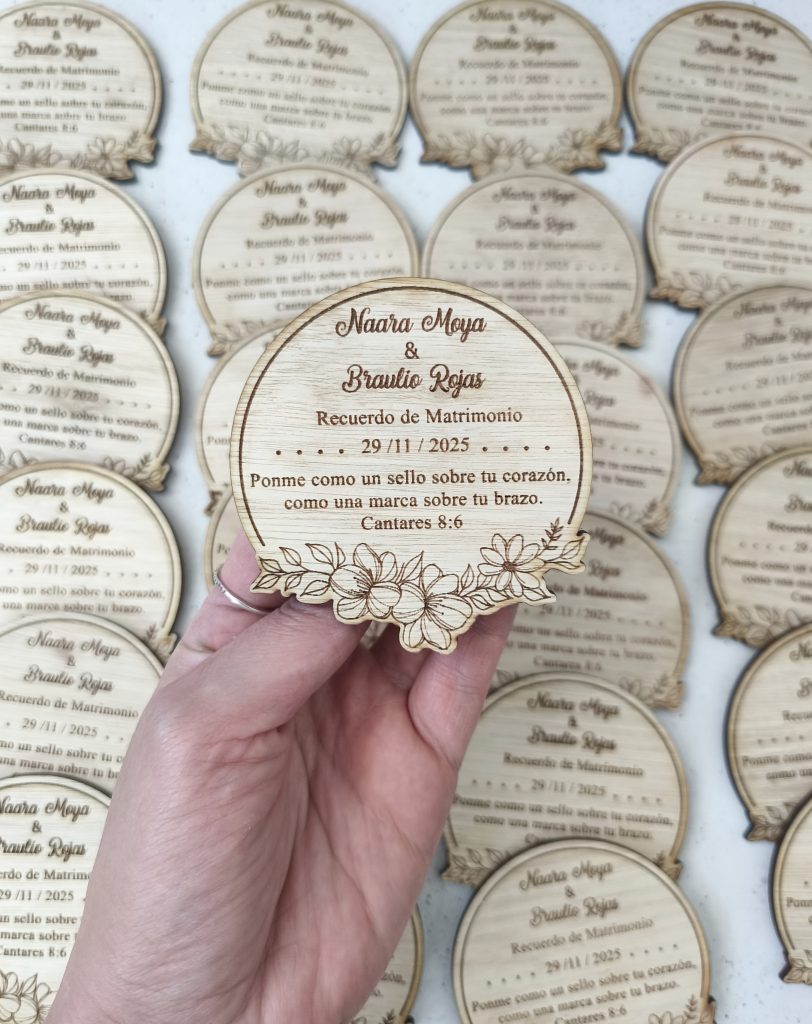 Naara Moya
&
Braulio Rojas
Recuerdo de Matrimonio
. . . . 29 /11 / 2025 . . . .
Ponme como un sello sobre tu corazón,
como una marca sobre tu brazo.
Cantares 8:6